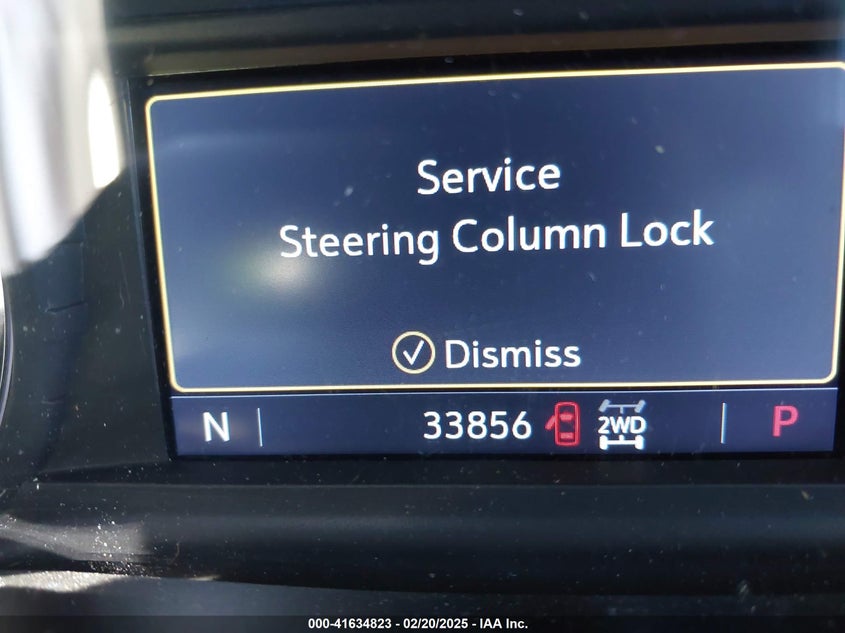 Service
Steering Column Lock
Dismiss
N 33856 2WD P
000-41634823 - 02/20/2025 - IAA Inc.